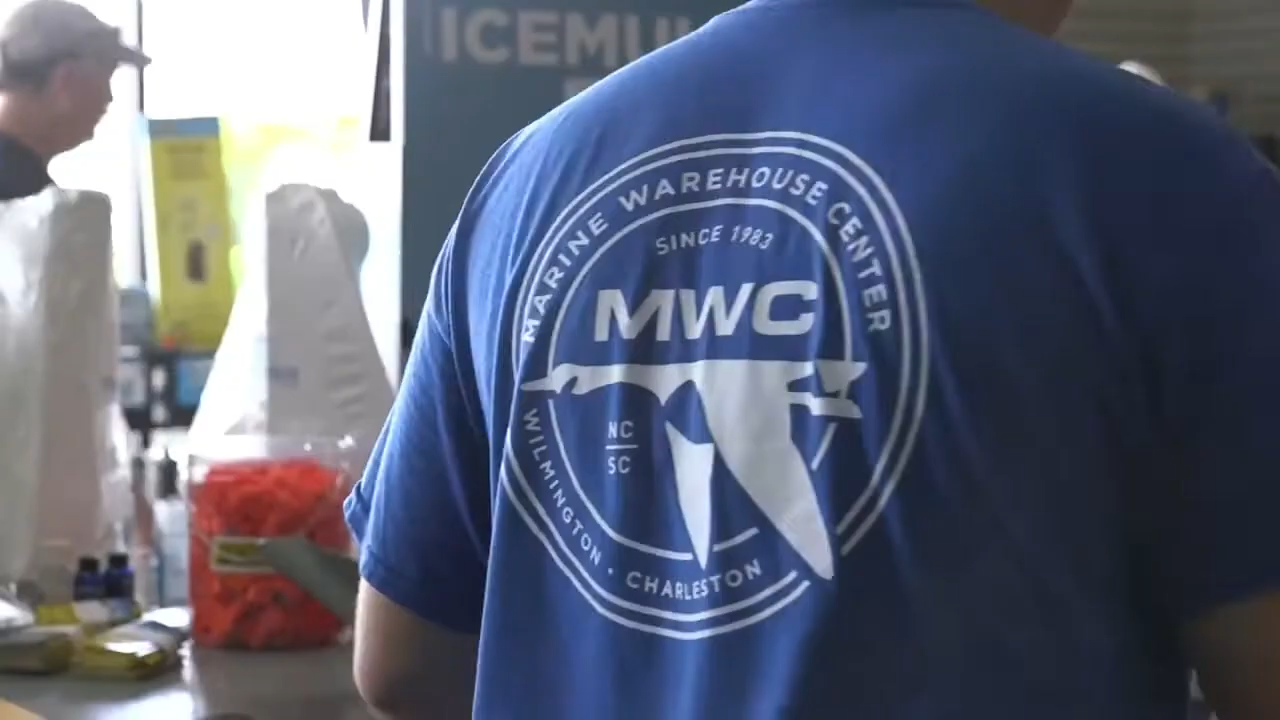 MARINE WAREHOUSE CENTER
SINCE 1983
MWC
NC
SC
WILMINGTON • CHARLESTON